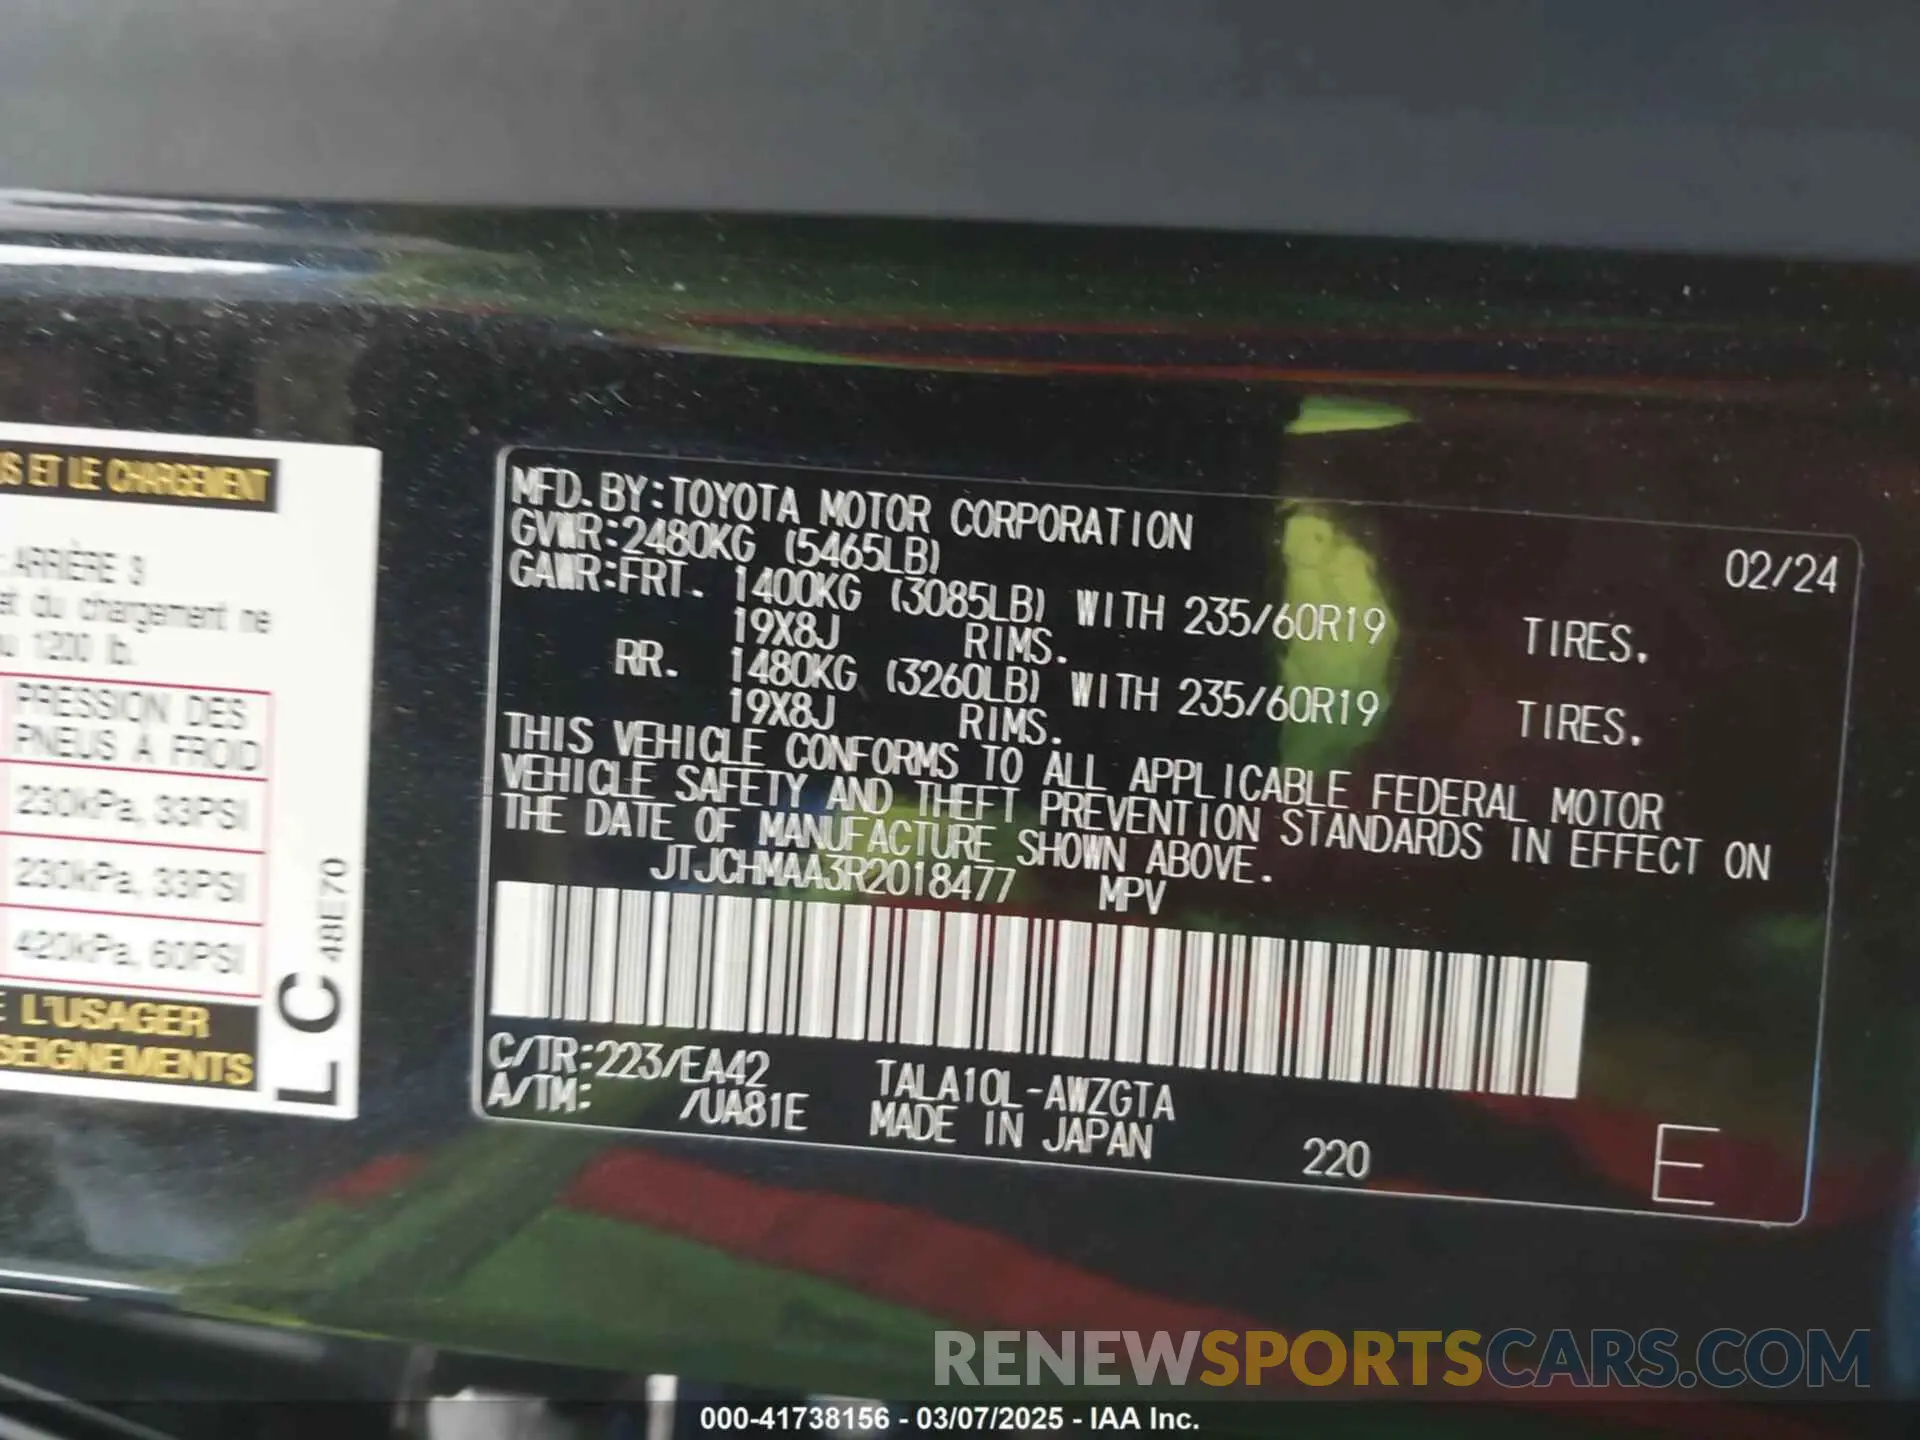 US ET LE CHARGEMENT
ARRIÈRE 3
et du chargement ne
1200 lb.
PRESSION DES
PNEUS À FROID
230kPa, 33PSI
230kPa, 33PSI
420kPa, 60PSI
E L'USAGER
SEIGNEMENTS
LC 48E70
MFD. BY:TOYOTA MOTOR CORPORATION
02/24
GVWR:2480KG (5465LB)
GAWR:FRT. 1400KG (3085LB) WITH 235/60R19 TIRES.
19X8J RIMS.
RR. 1480KG (3260LB) WITH 235/60R19 TIRES.
19X8J RIMS.
THIS VEHICLE CONFORMS TO ALL APPLICABLE FEDERAL MOTOR
VEHICLE SAFETY AND THEFT PREVENTION STANDARDS IN EFFECT ON
THE DATE OF MANUFACTURE SHOWN ABOVE.
JTJCHMAA3R2018477 MPV
C/TR:223/EA42 TALA10L-AWZGTA
A/TM: /UA81E MADE IN JAPAN 220 E
RENEWSPORTSCARS.COM
000-41738156 - 03/07/2025 - IAA Inc.